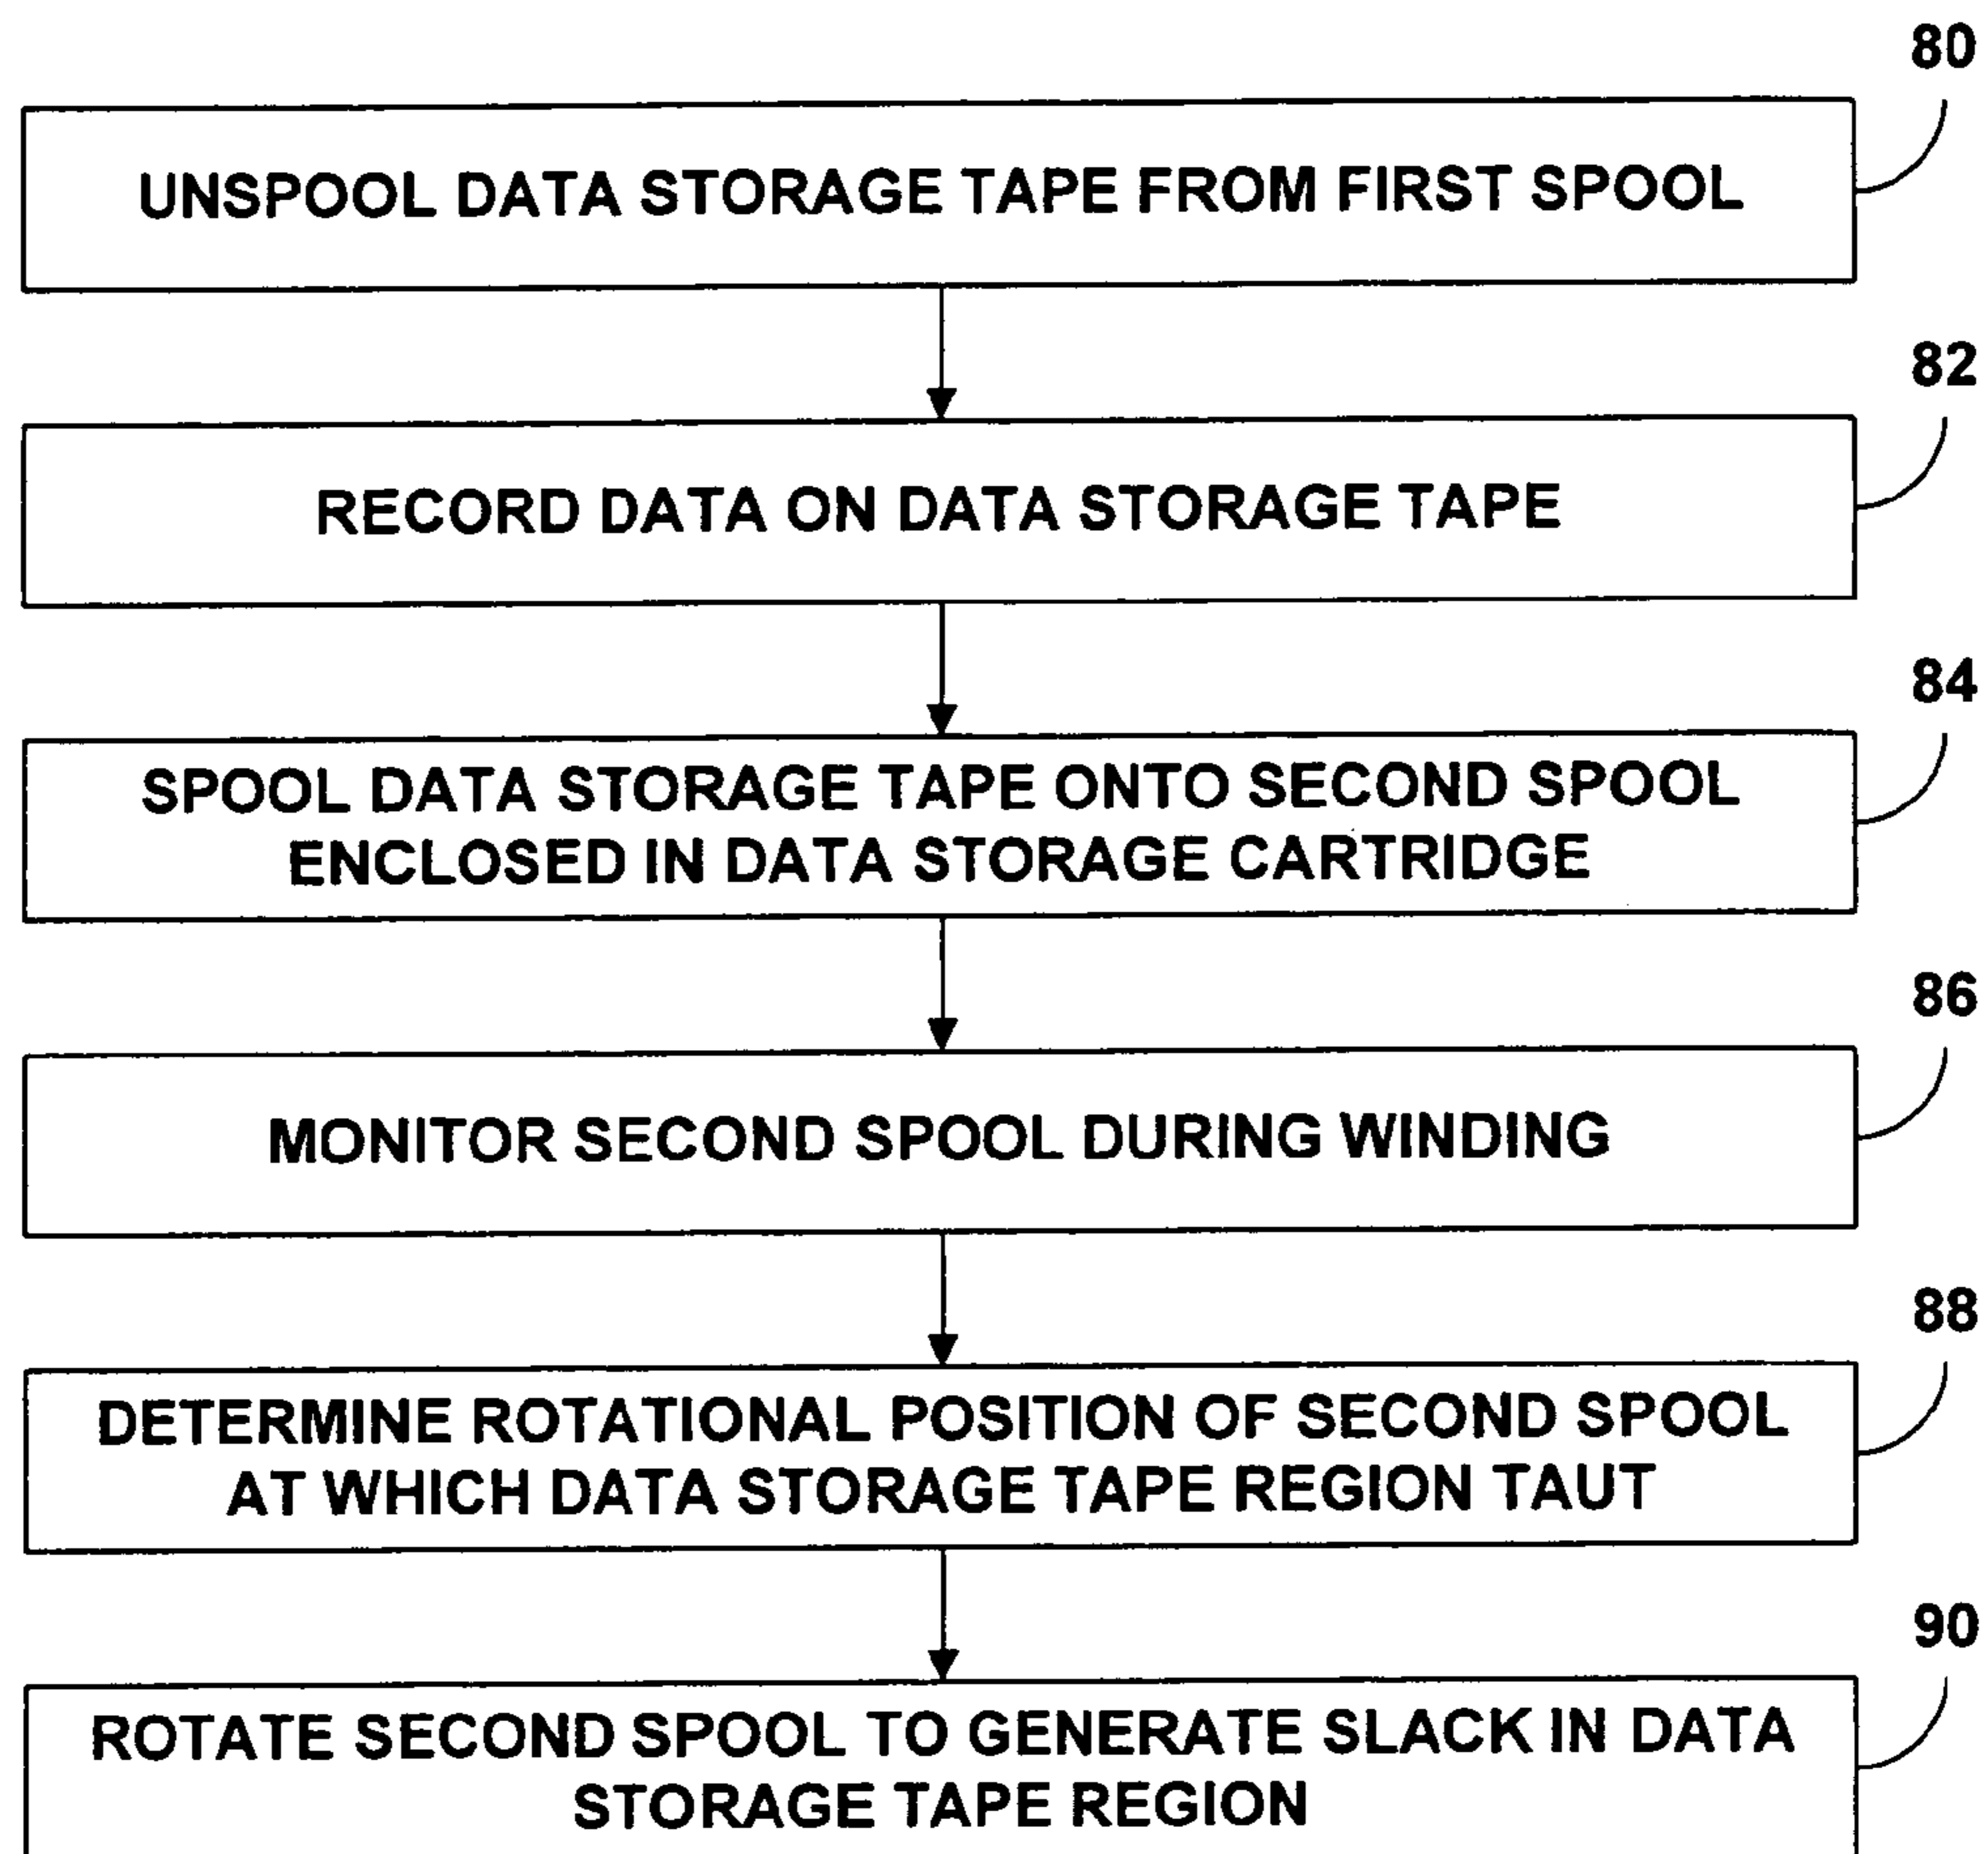 80
UNSPOOL DATA STORAGE TAPE FROM FIRST SPOOL
82
RECORD DATA ON DATA STORAGE TAPE
84
SPOOL DATA STORAGE TAPE ONTO SECOND SPOOL
ENCLOSED IN DATA STORAGE CARTRIDGE
86
MONITOR SECOND SPOOL DURING WINDING
88
DETERMINE ROTATIONAL POSITION OF SECOND SPOOL
AT WHICH DATA STORAGE TAPE REGION TAUT
90
ROTATE SECOND SPOOL TO GENERATE SLACK IN DATA
STORAGE TAPE REGION